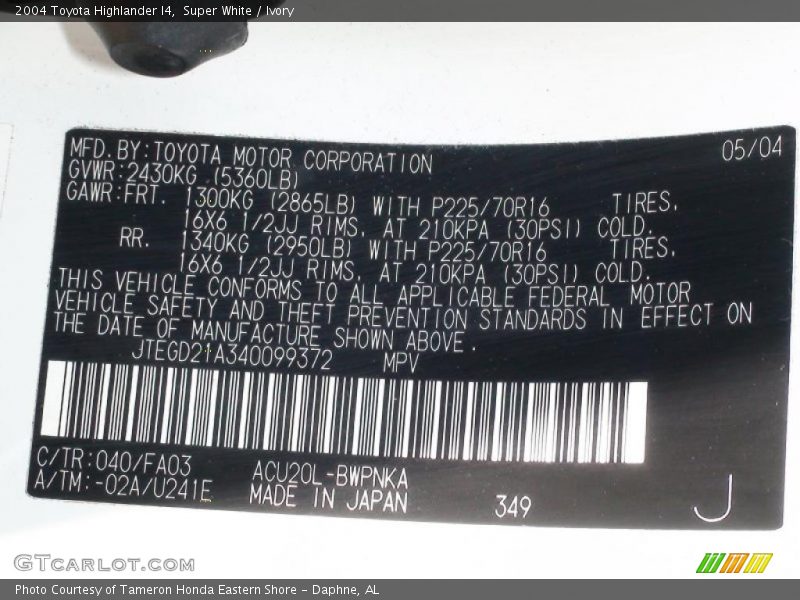 2004 Toyota Highlander I4,  Super White / Ivory
MFD.BY:TOYOTA MOTOR CORPORATION 05/04
GVWR:2430KG (5360LB)
GAWR:FRT. 1300KG (2865LB) WITH P225/70R16 TIRES,
16X6 1/2JJ RIMS, AT 210KPA (30PSI) COLD.
RR. 1340KG (2950LB) WITH P225/70R16 TIRES,
16X6 1/2JJ RIMS, AT 210KPA (30PSI) COLD.
THIS VEHICLE CONFORMS TO ALL APPLICABLE FEDERAL MOTOR
VEHICLE SAFETY AND THEFT PREVENTION STANDARDS IN EFFECT ON
THE DATE OF MANUFACTURE SHOWN ABOVE.
JTEGD21A340099372 MPV
C/TR:040/FA03 ACU20L-BWPNKA
A/TM:-02A/U241E MADE IN JAPAN 349 J
GTCARLOT.COM
Photo Courtesy of Tameron Honda Eastern Shore – Daphne, AL